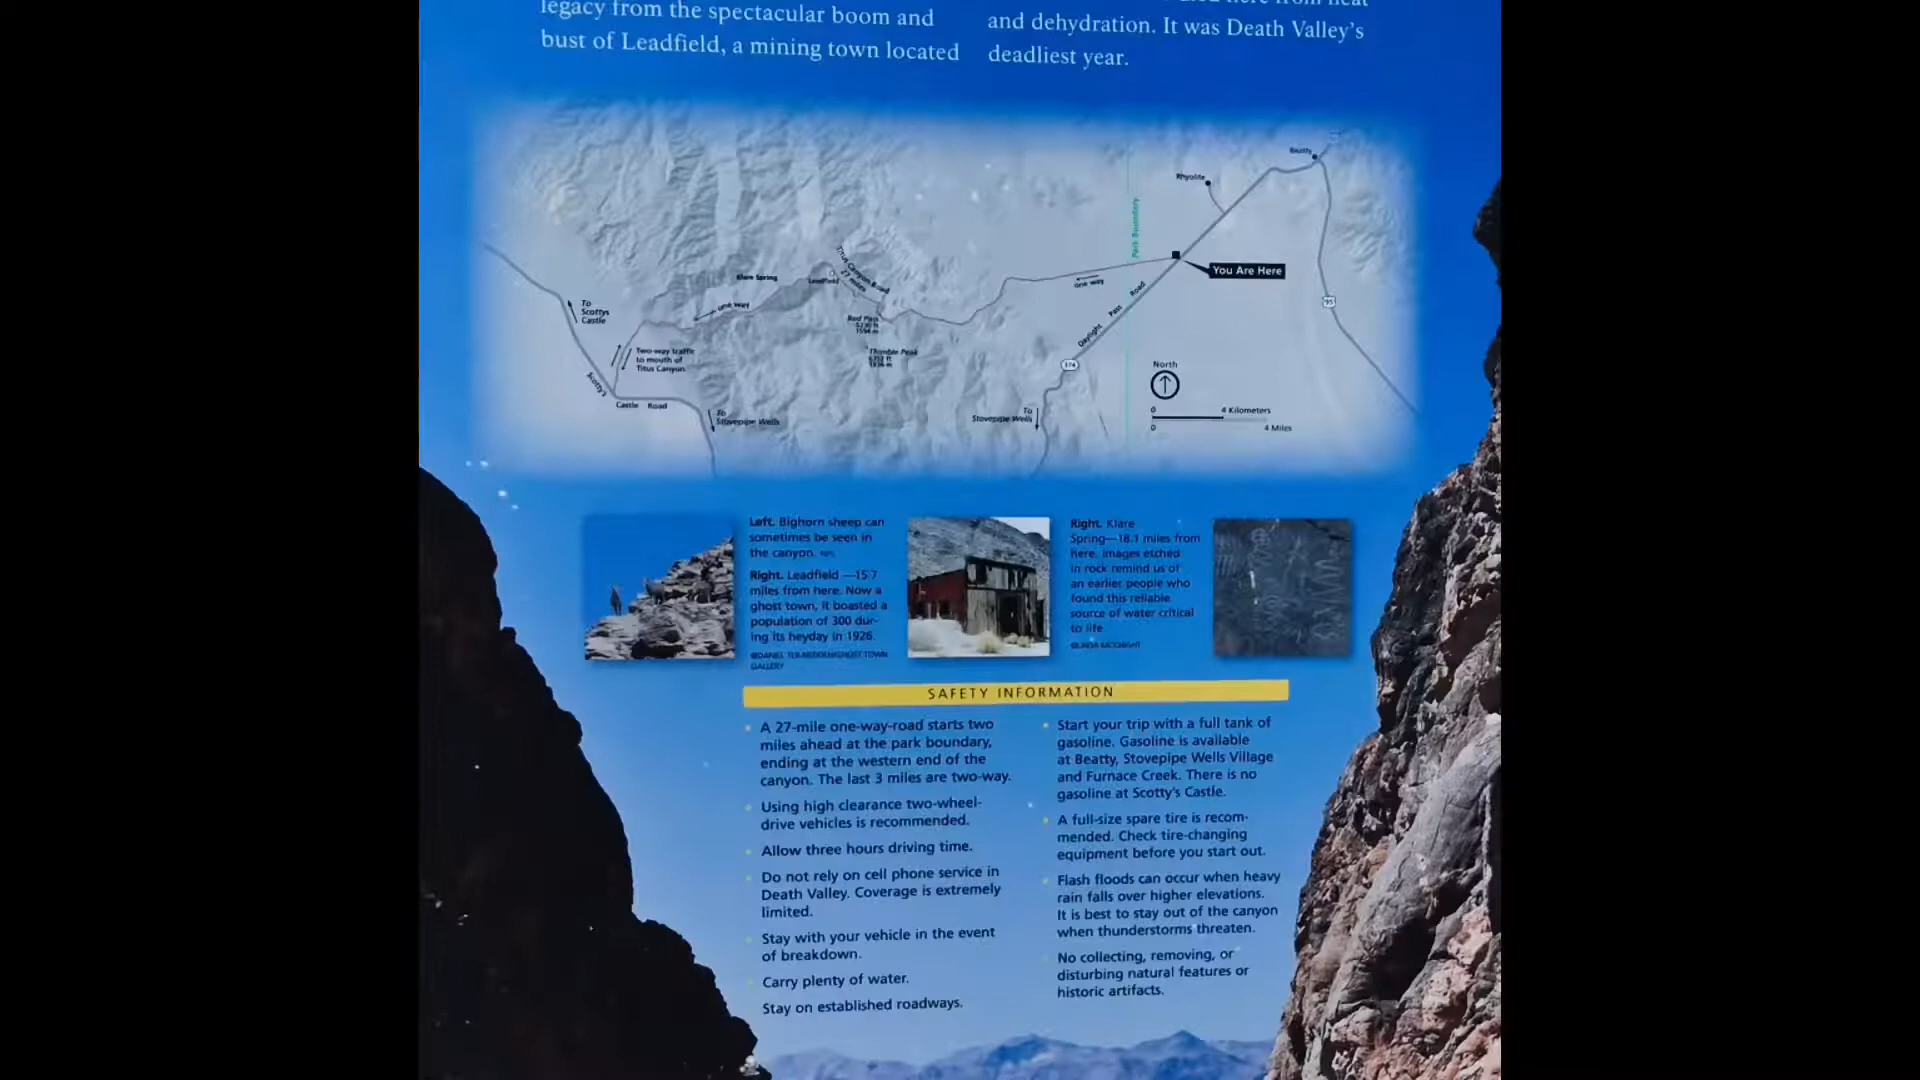 legacy from the spectacular boom and
bust of Leadfield, a mining town located
and dehydration. It was Death Valley's
deadliest year.
Beatty
Rhyolite
Park Boundary
You Are Here
Titus Canyon Road
27 miles
Klare Spring
Leadfield
one way
one way
Daylight Pass Road
95
374
To
Scottys
Castle
Two-way traffic
to mouth of
Titus Canyon
Red Pass
Thimble Peak
Scotty's
Castle Road
To
Stovepipe Wells
To
Stovepipe Wells
North
0 4 Kilometers
0 4 Miles
Left. Bighorn sheep can
sometimes be seen in
the canyon. NPS
Right. Leadfield —15.7
miles from here. Now a
ghost town, it boasted a
population of 300 dur-
ing its heyday in 1926.
GALLERY
Right. Klare
Spring—18.1 miles from
here. Images etched
in rock remind us of
an earlier people who
found this reliable
source of water critical
to life
SAFETY INFORMATION
A 27-mile one-way-road starts two
miles ahead at the park boundary,
ending at the western end of the
canyon. The last 3 miles are two-way.
Using high clearance two-wheel-
drive vehicles is recommended.
Allow three hours driving time.
Do not rely on cell phone service in
Death Valley. Coverage is extremely
limited.
Stay with your vehicle in the event
of breakdown.
Carry plenty of water.
Stay on established roadways.
Start your trip with a full tank of
gasoline. Gasoline is available
at Beatty, Stovepipe Wells Village
and Furnace Creek. There is no
gasoline at Scotty's Castle.
A full-size spare tire is recom-
mended. Check tire-changing
equipment before you start out.
Flash floods can occur when heavy
rain falls over higher elevations.
It is best to stay out of the canyon
when thunderstorms threaten.
No collecting, removing, or
disturbing natural features or
historic artifacts.